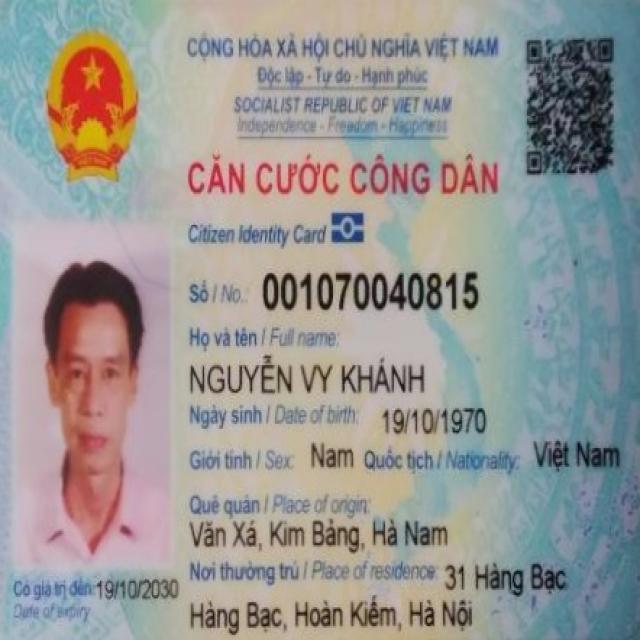 CỘNG HÒA XÃ HỘI CHỦ NGHĨA VIỆT NAM
Độc lập - Tự do - Hạnh phúc
SOCIALIST REPUBLIC OF VIET NAM
Independence - Freedom - Happiness
CĂN CƯỚC CÔNG DÂN
Citizen Identity Card
Số / No.: 001070040815
Họ và tên / Full name:
NGUYỄN VY KHÁNH
Ngày sinh / Date of birth: 19/10/1970
Giới tính / Sex: Nam Quốc tịch / Nationality: Việt Nam
Quê quán / Place of origin:
Văn Xá, Kim Bảng, Hà Nam
Nơi thường trú / Place of residence: 31 Hàng Bạc
Hàng Bạc, Hoàn Kiếm, Hà Nội
Có giá trị đến: 19/10/2030
Date of expiry